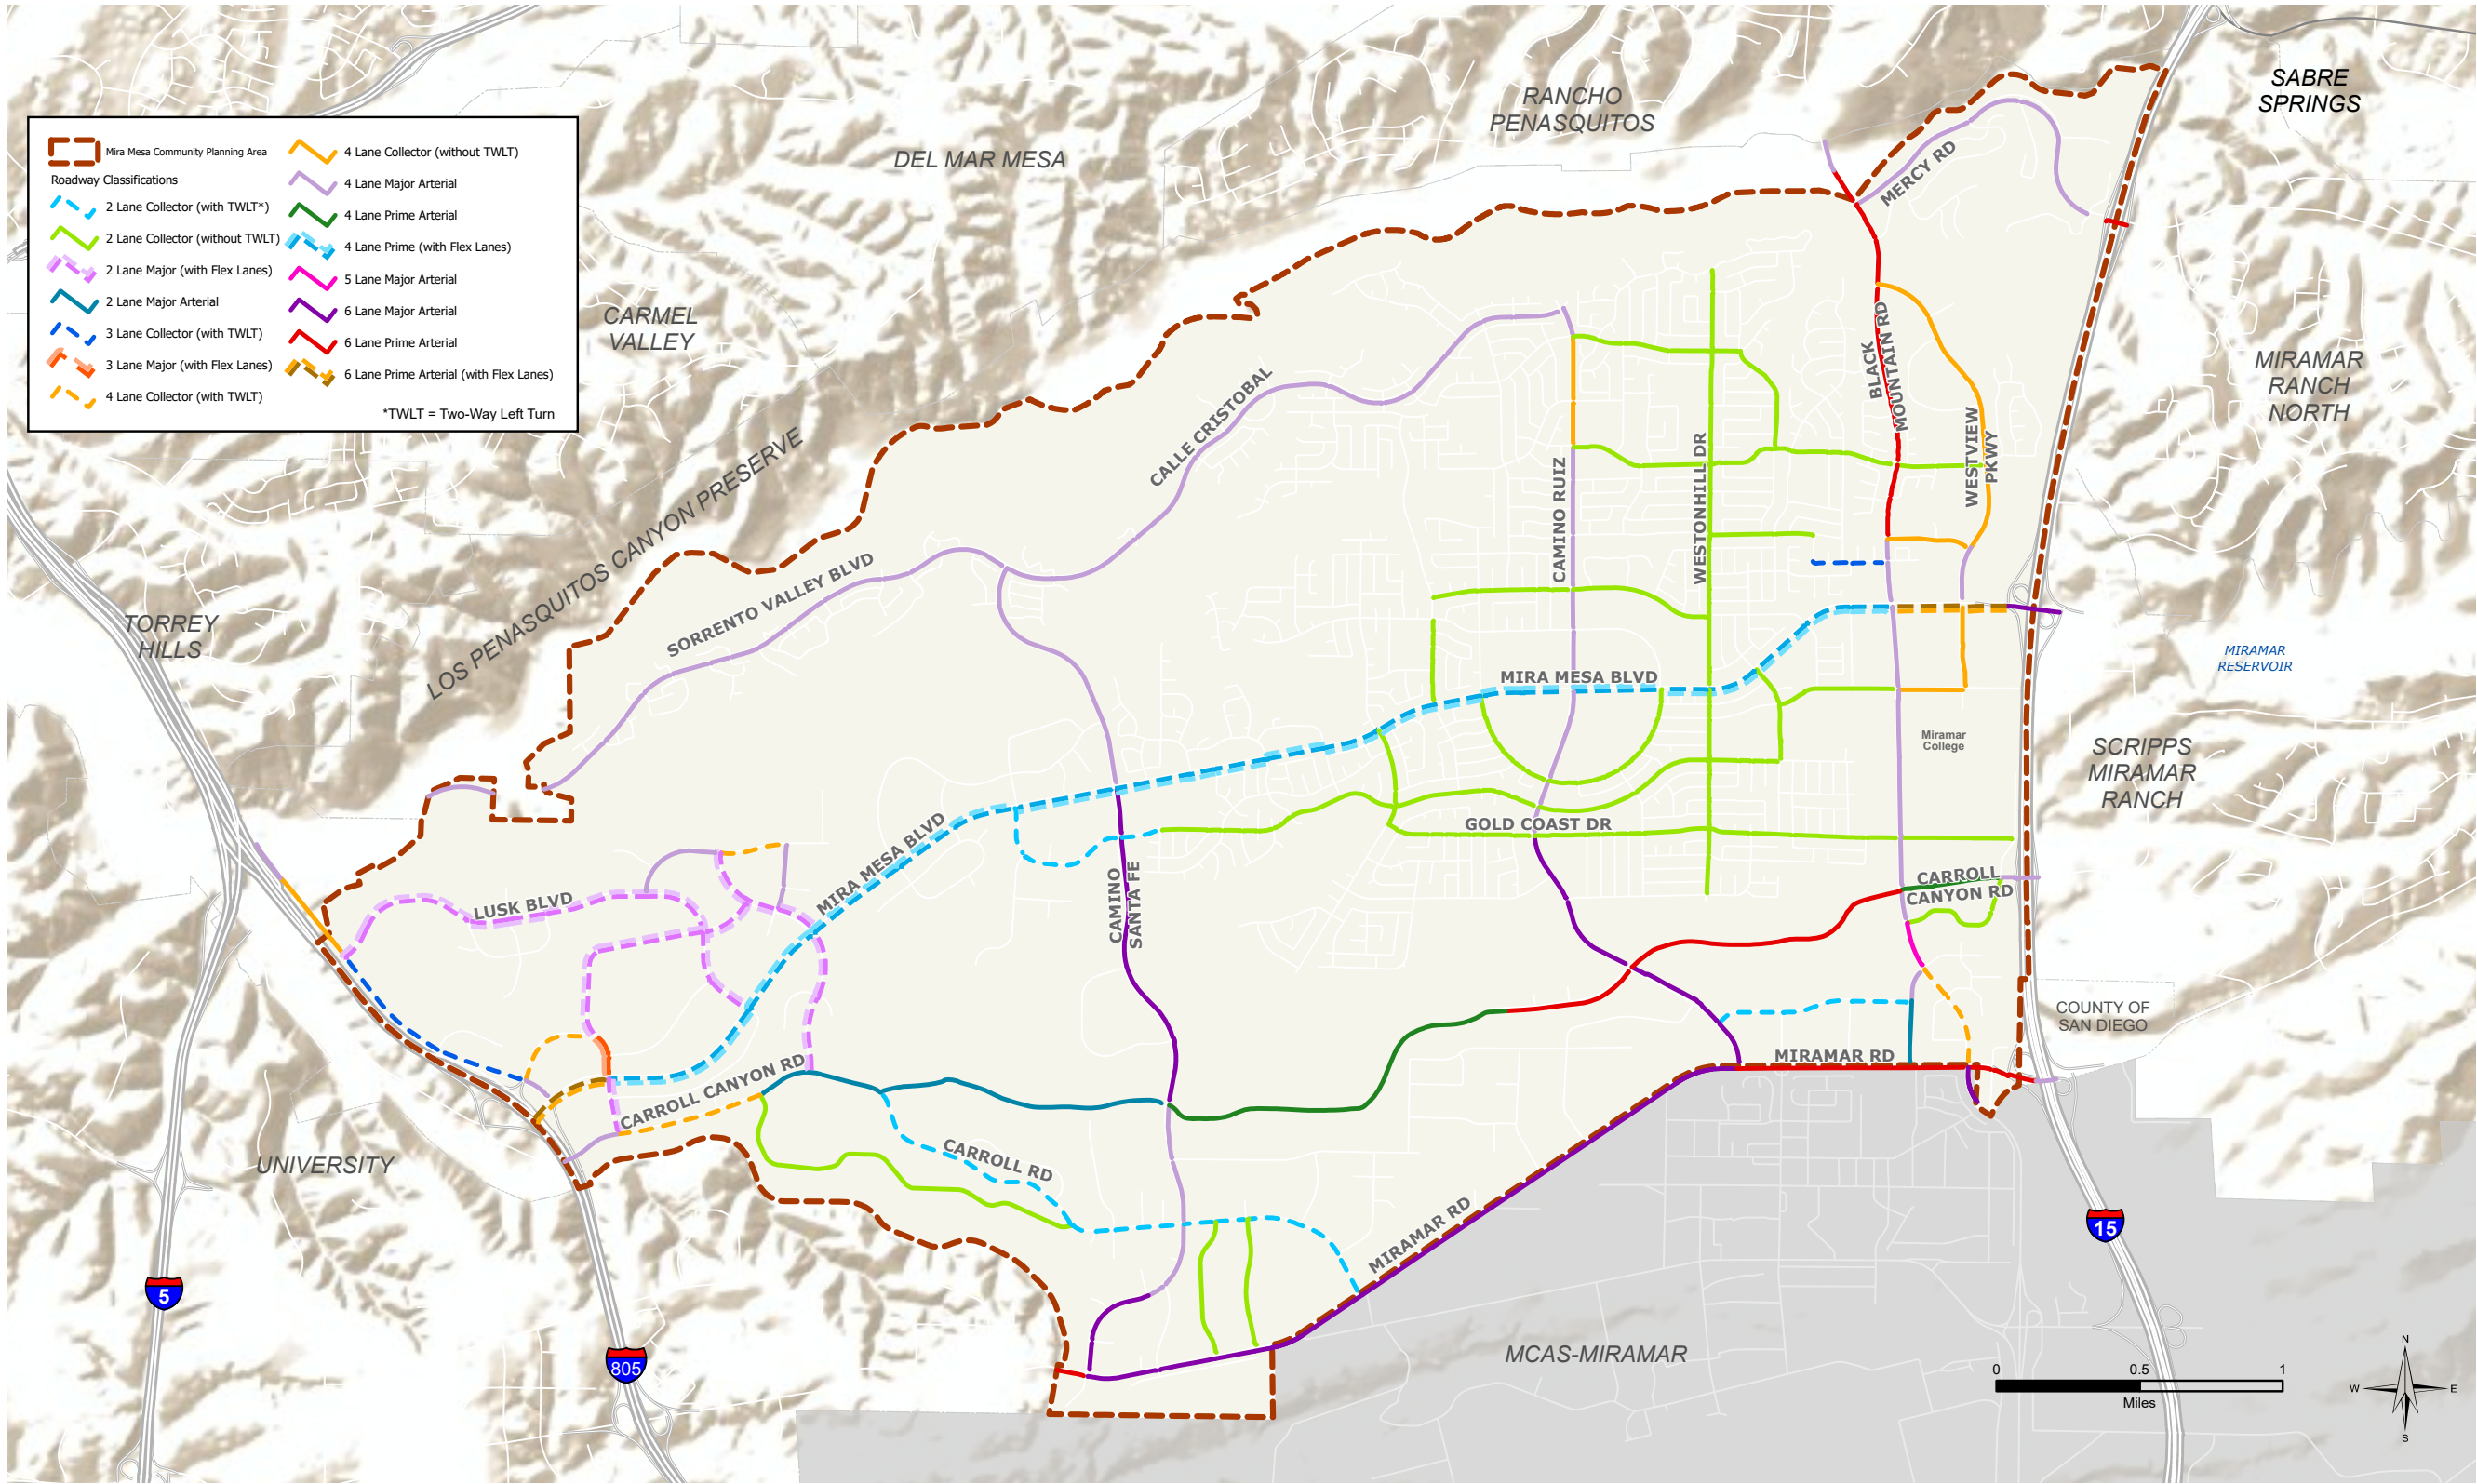 Mira Mesa Community Planning Area
Roadway Classifications
2 Lane Collector (with TWLT*)
2 Lane Collector (without TWLT)
2 Lane Major (with Flex Lanes)
2 Lane Major Arterial
3 Lane Collector (with TWLT)
3 Lane Major (with Flex Lanes)
4 Lane Collector (with TWLT)
4 Lane Collector (without TWLT)
4 Lane Major Arterial
4 Lane Prime Arterial
4 Lane Prime (with Flex Lanes)
5 Lane Major Arterial
6 Lane Major Arterial
6 Lane Prime Arterial
6 Lane Prime Arterial (with Flex Lanes)
*TWLT = Two-Way Left Turn
SABRE
SPRINGS
RANCHO
PENASQUITOS
DEL MAR MESA
MERCY RD
CARMEL
VALLEY
BLACK
MOUNTAIN RD
MIRAMAR
RANCH
NORTH
CALLE CRISTOBAL
WESTVIEW
PKWY
LOS PENASQUITOS CANYON PRESERVE
CAMINO RUIZ
WESTONHILL DR
SORRENTO VALLEY BLVD
TORREY
HILLS
MIRAMAR
RESERVOIR
MIRA MESA BLVD
Miramar
College
SCRIPPS
MIRAMAR
RANCH
GOLD COAST DR
MIRA MESA BLVD
CAMINO
SANTA FE
LUSK BLVD
CARROLL
CANYON RD
COUNTY OF
SAN DIEGO
MIRAMAR RD
CARROLL CANYON RD
CARROLL RD
UNIVERSITY
MIRAMAR RD
15
5
805
MCAS-MIRAMAR
0 0.5 1
Miles
N
W E
S